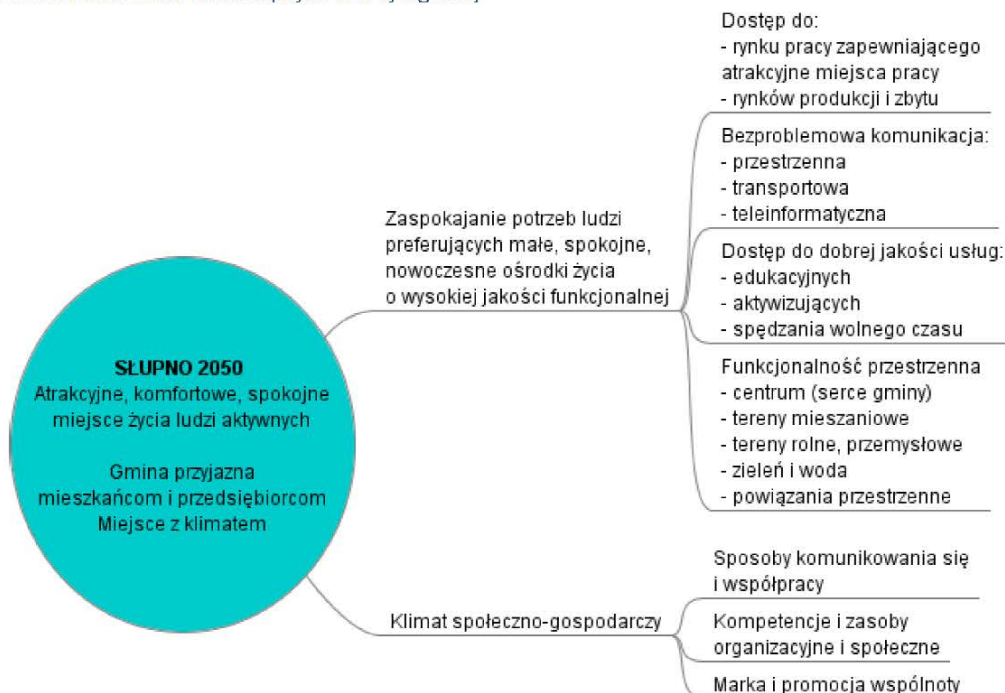 SŁUPNO 2050
Atrakcyjne, komfortowe, spokojne
miejsce życia ludzi aktywnych
Gmina przyjazna
mieszkańcom i przedsiębiorcom
Miejsce z klimatem
Zaspokajanie potrzeb ludzi
preferujących małe, spokojne,
nowoczesne ośrodki życia
o wysokiej jakości funkcjonalnej
Dostęp do:
- rynku pracy zapewniającego
atrakcyjne miejsca pracy
- rynków produkcji i zbytu
Bezproblemowa komunikacja:
- przestrzenna
- transportowa
- teleinformatyczna
Dostęp do dobrej jakości usług:
- edukacyjnych
- aktywizujących
- spędzania wolnego czasu
Funkcjonalność przestrzenna
- centrum (serce gminy)
- tereny mieszaniowe
- tereny rolne, przemysłowe
- zieleń i woda
- powiązania przestrzenne
Klimat społeczno-gospodarczy
Sposoby komunikowania się
i współpracy
Kompetencje i zasoby
organizacyjne i społeczne
Marka i promocja wspólnoty